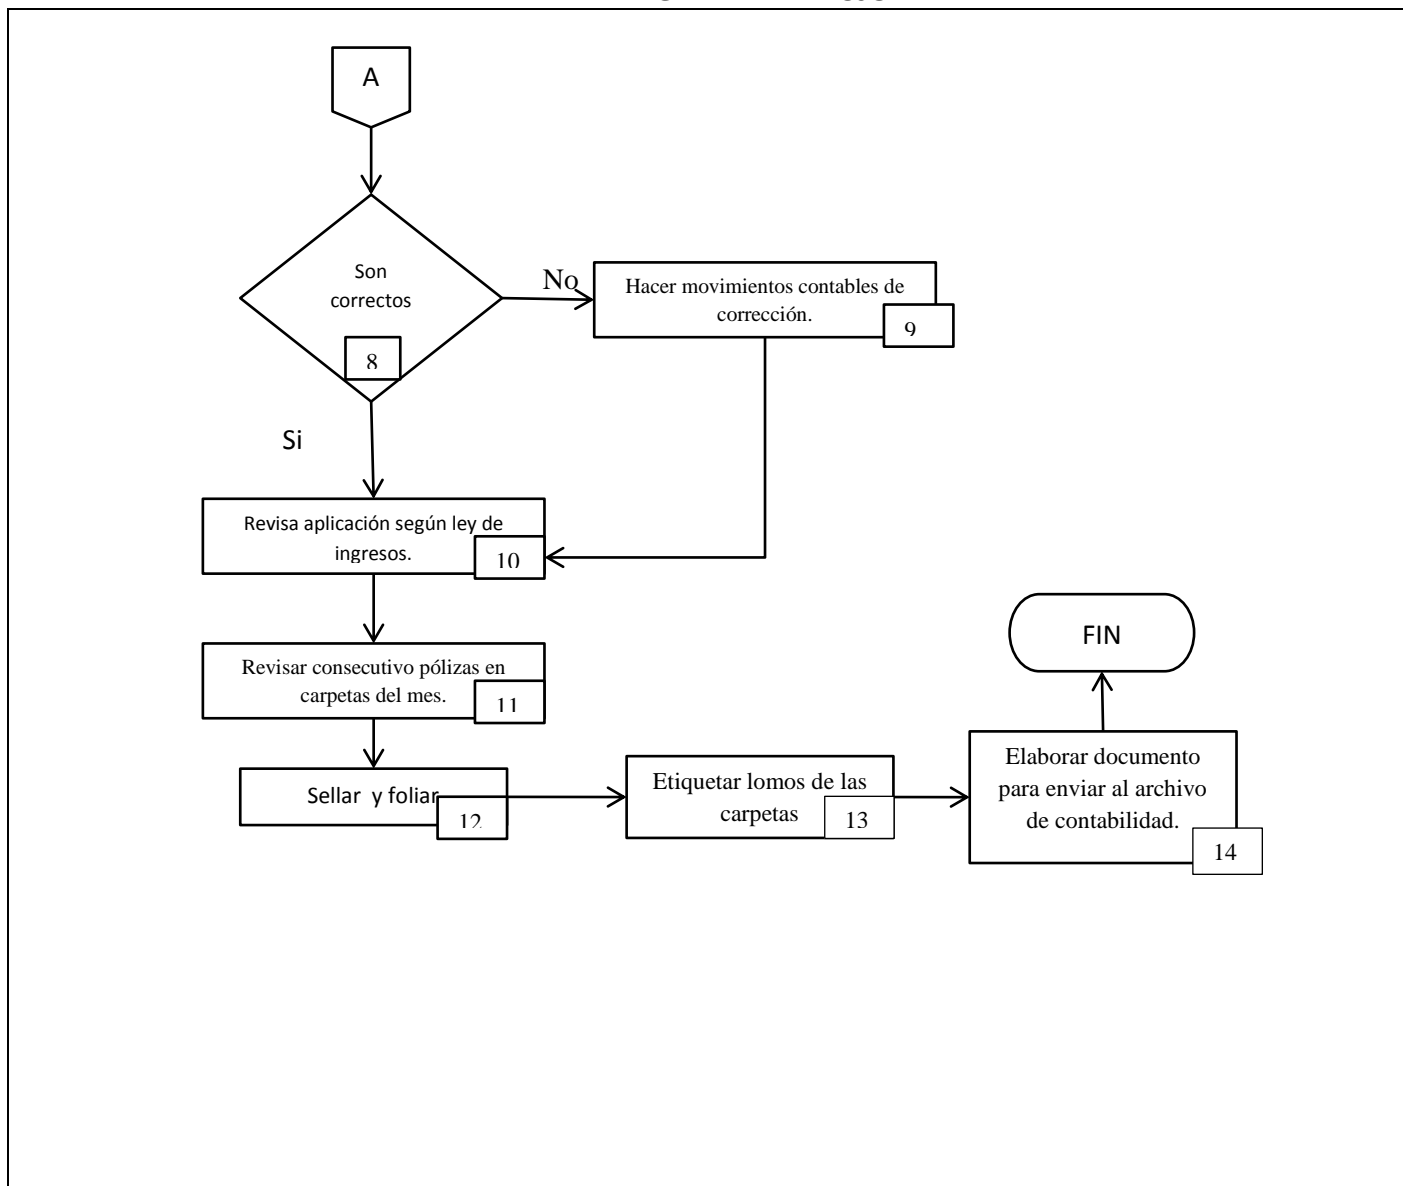 A
Son
correctos
8
No
Hacer movimientos contables de
corrección.
9
Si
Revisa aplicación según ley de
ingresos.
10
Revisar consecutivo pólizas en
carpetas del mes.
11
Sellar y foliar
12
Etiquetar lomos de las
carpetas
13
Elaborar documento
para enviar al archivo
de contabilidad.
14
FIN